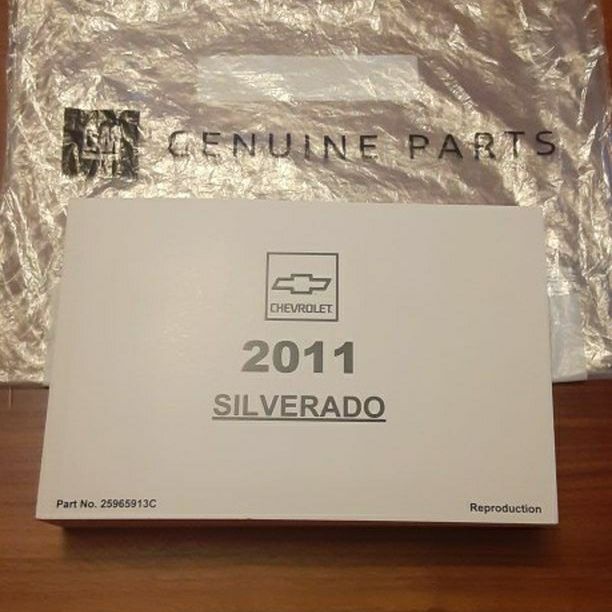 GM GENUINE PARTS
CHEVROLET
2011
SILVERADO
Part No. 25965913C
Reproduction